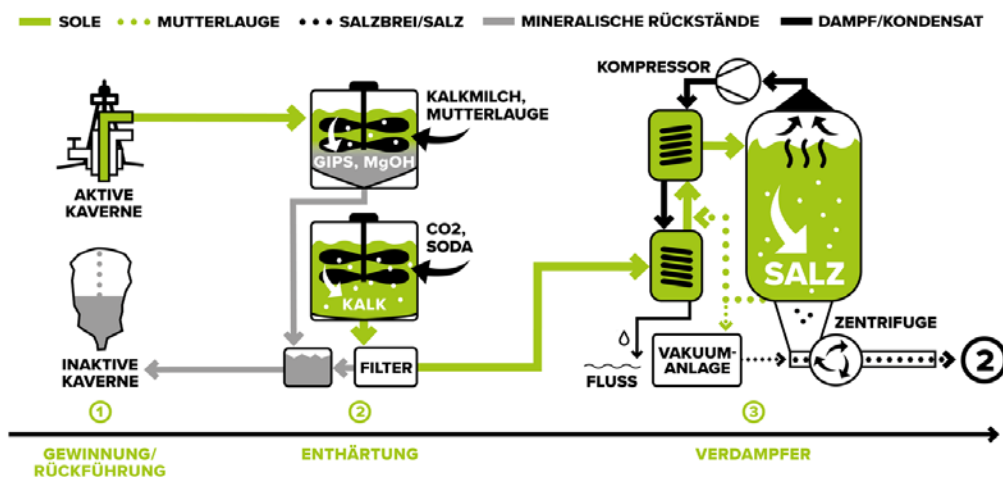 SOLE
MUTTERLAUGE
SALZBREI/SALZ
MINERALISCHE RÜCKSTÄNDE
DAMPF/KONDENSAT
AKTIVE
KAVERNE
INAKTIVE
KAVERNE
KALKMILCH,
MUTTERLAUGE
GIPS, MgOH
CO2,
SODA
KALK
FILTER
KOMPRESSOR
SALZ
ZENTRIFUGE
VAKUUM-
ANLAGE
FLUSS
2
1
2
3
GEWINNUNG/
RÜCKFÜHRUNG
ENTHÄRTUNG
VERDAMPFER